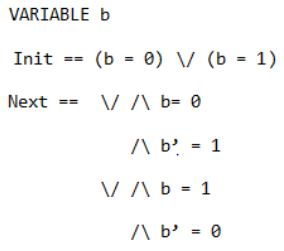 VARIABLE b
Init == (b = 0) \/ (b = 1)
Next == \/ /\ b= 0
/\ b’ = 1
\/ /\ b = 1
/\ b’ = 0